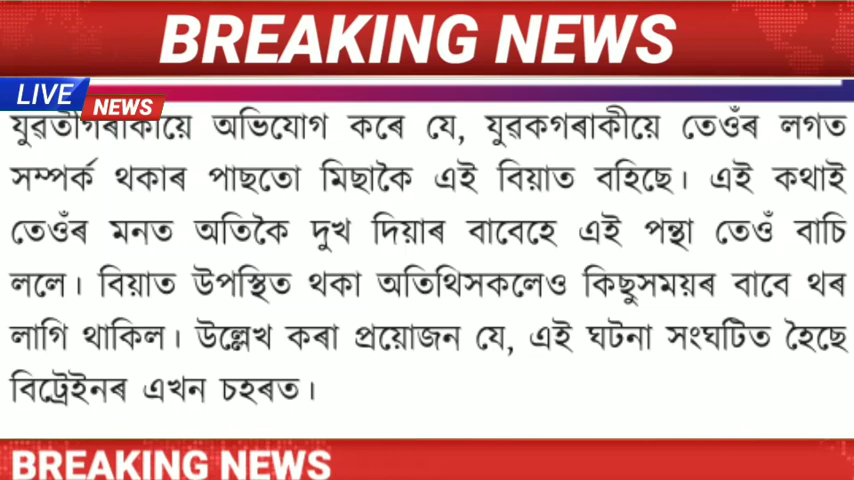 BREAKING NEWS
LIVE
NEWS
যুৱতীগৰাকীয়ে অভিযোগ কৰে যে, যুৱকগৰাকীয়ে তেওঁৰ লগত
সম্পৰ্ক থকাৰ পাছতো মিছাকৈ এই বিয়াত বহিছে। এই কথাই
তেওঁৰ মনত অতিকৈ দুখ দিয়াৰ বাবেহে এই পন্থা তেওঁ বাচি
ললে। বিয়াত উপস্থিত থকা অতিথিসকলেও কিছুসময়ৰ বাবে থৰ
লাগি থাকিল। উল্লেখ কৰা প্ৰয়োজন যে, এই ঘটনা সংঘটিত হৈছে
বিট্ৰেইনৰ এখন চহৰত।
BREAKING NEWS